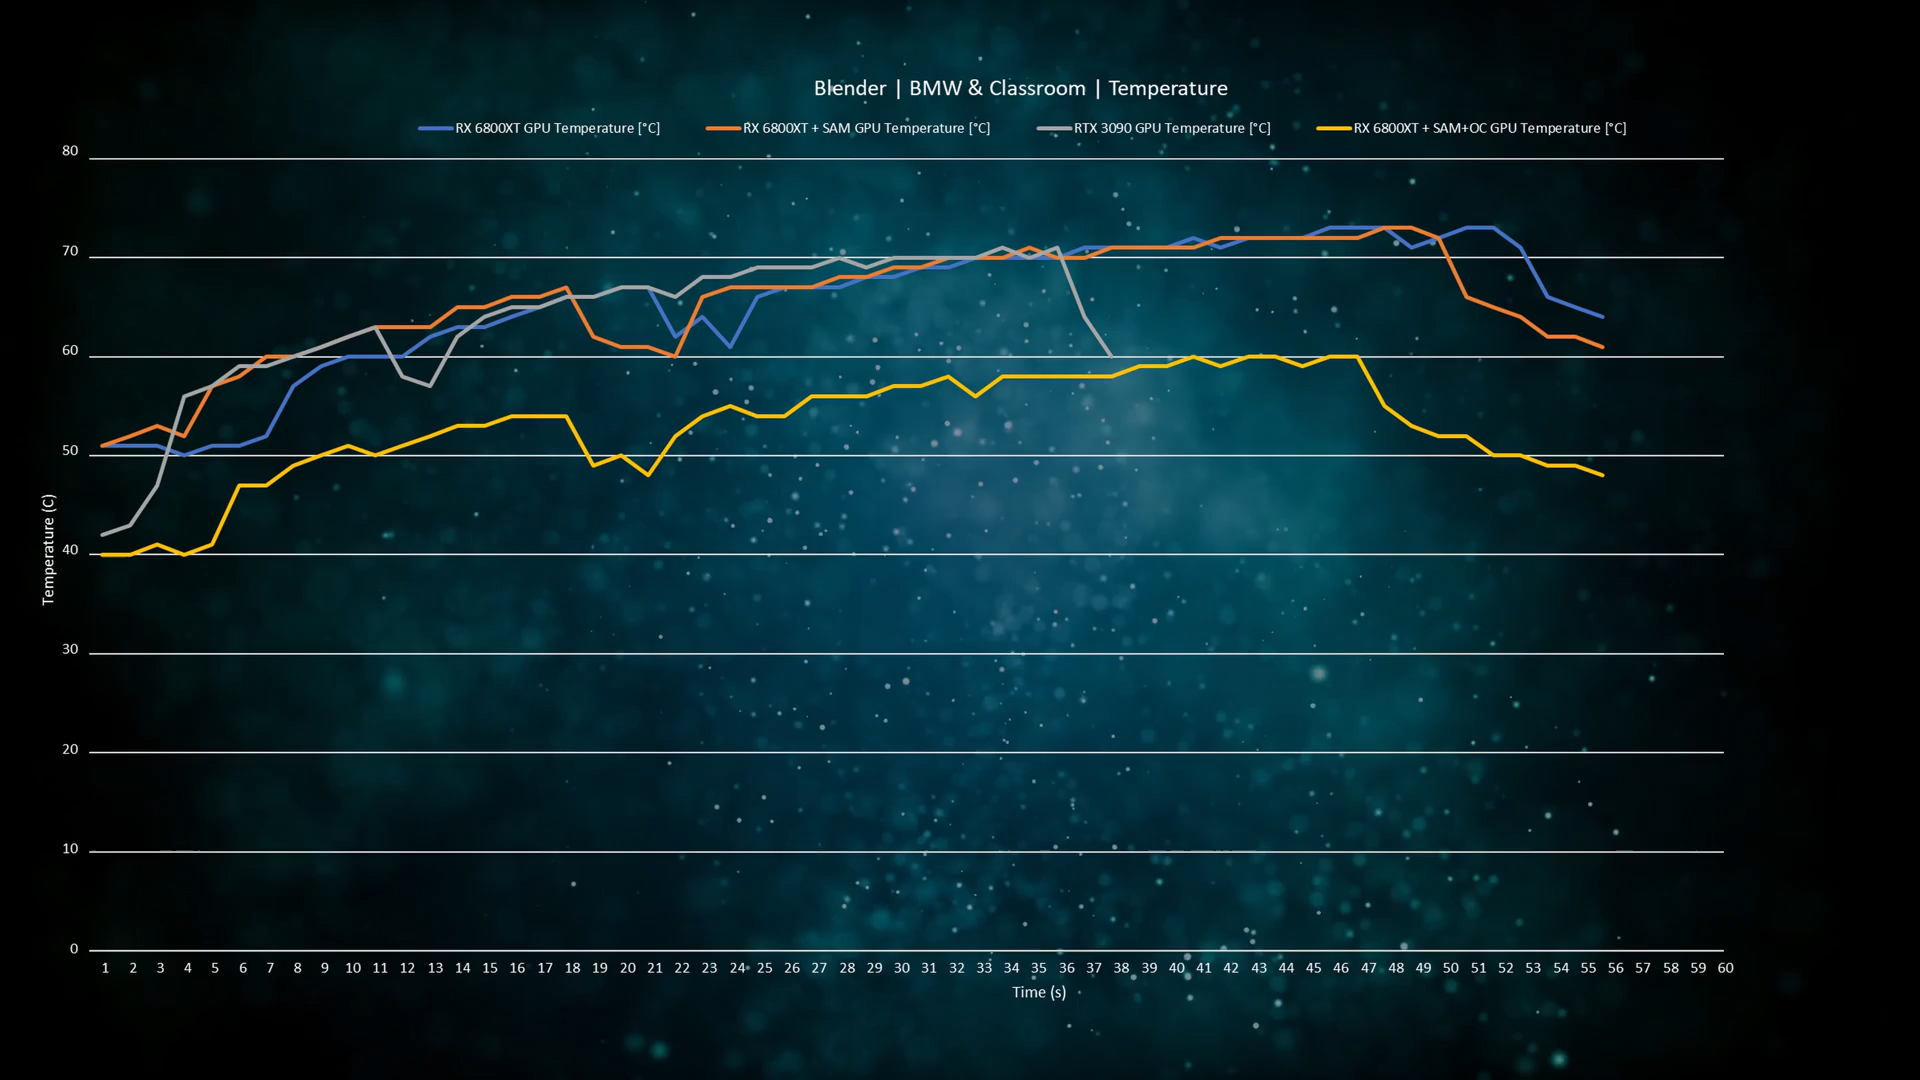 Blender | BMW & Classroom | Temperature
RX 6800XT GPU Temperature [°C] RX 6800XT + SAM GPU Temperature [°C] RTX 3090 GPU Temperature [°C] RX 6800XT + SAM+OC GPU Temperature [°C]
80
70
60
50
40
30
20
10
0
Temperature (C)
1 2 3 4 5 6 7 8 9 10 11 12 13 14 15 16 17 18 19 20 21 22 23 24 25 26 27 28 29 30 31 32 33 34 35 36 37 38 39 40 41 42 43 44 45 46 47 48 49 50 51 52 53 54 55 56 57 58 59 60
Time (s)